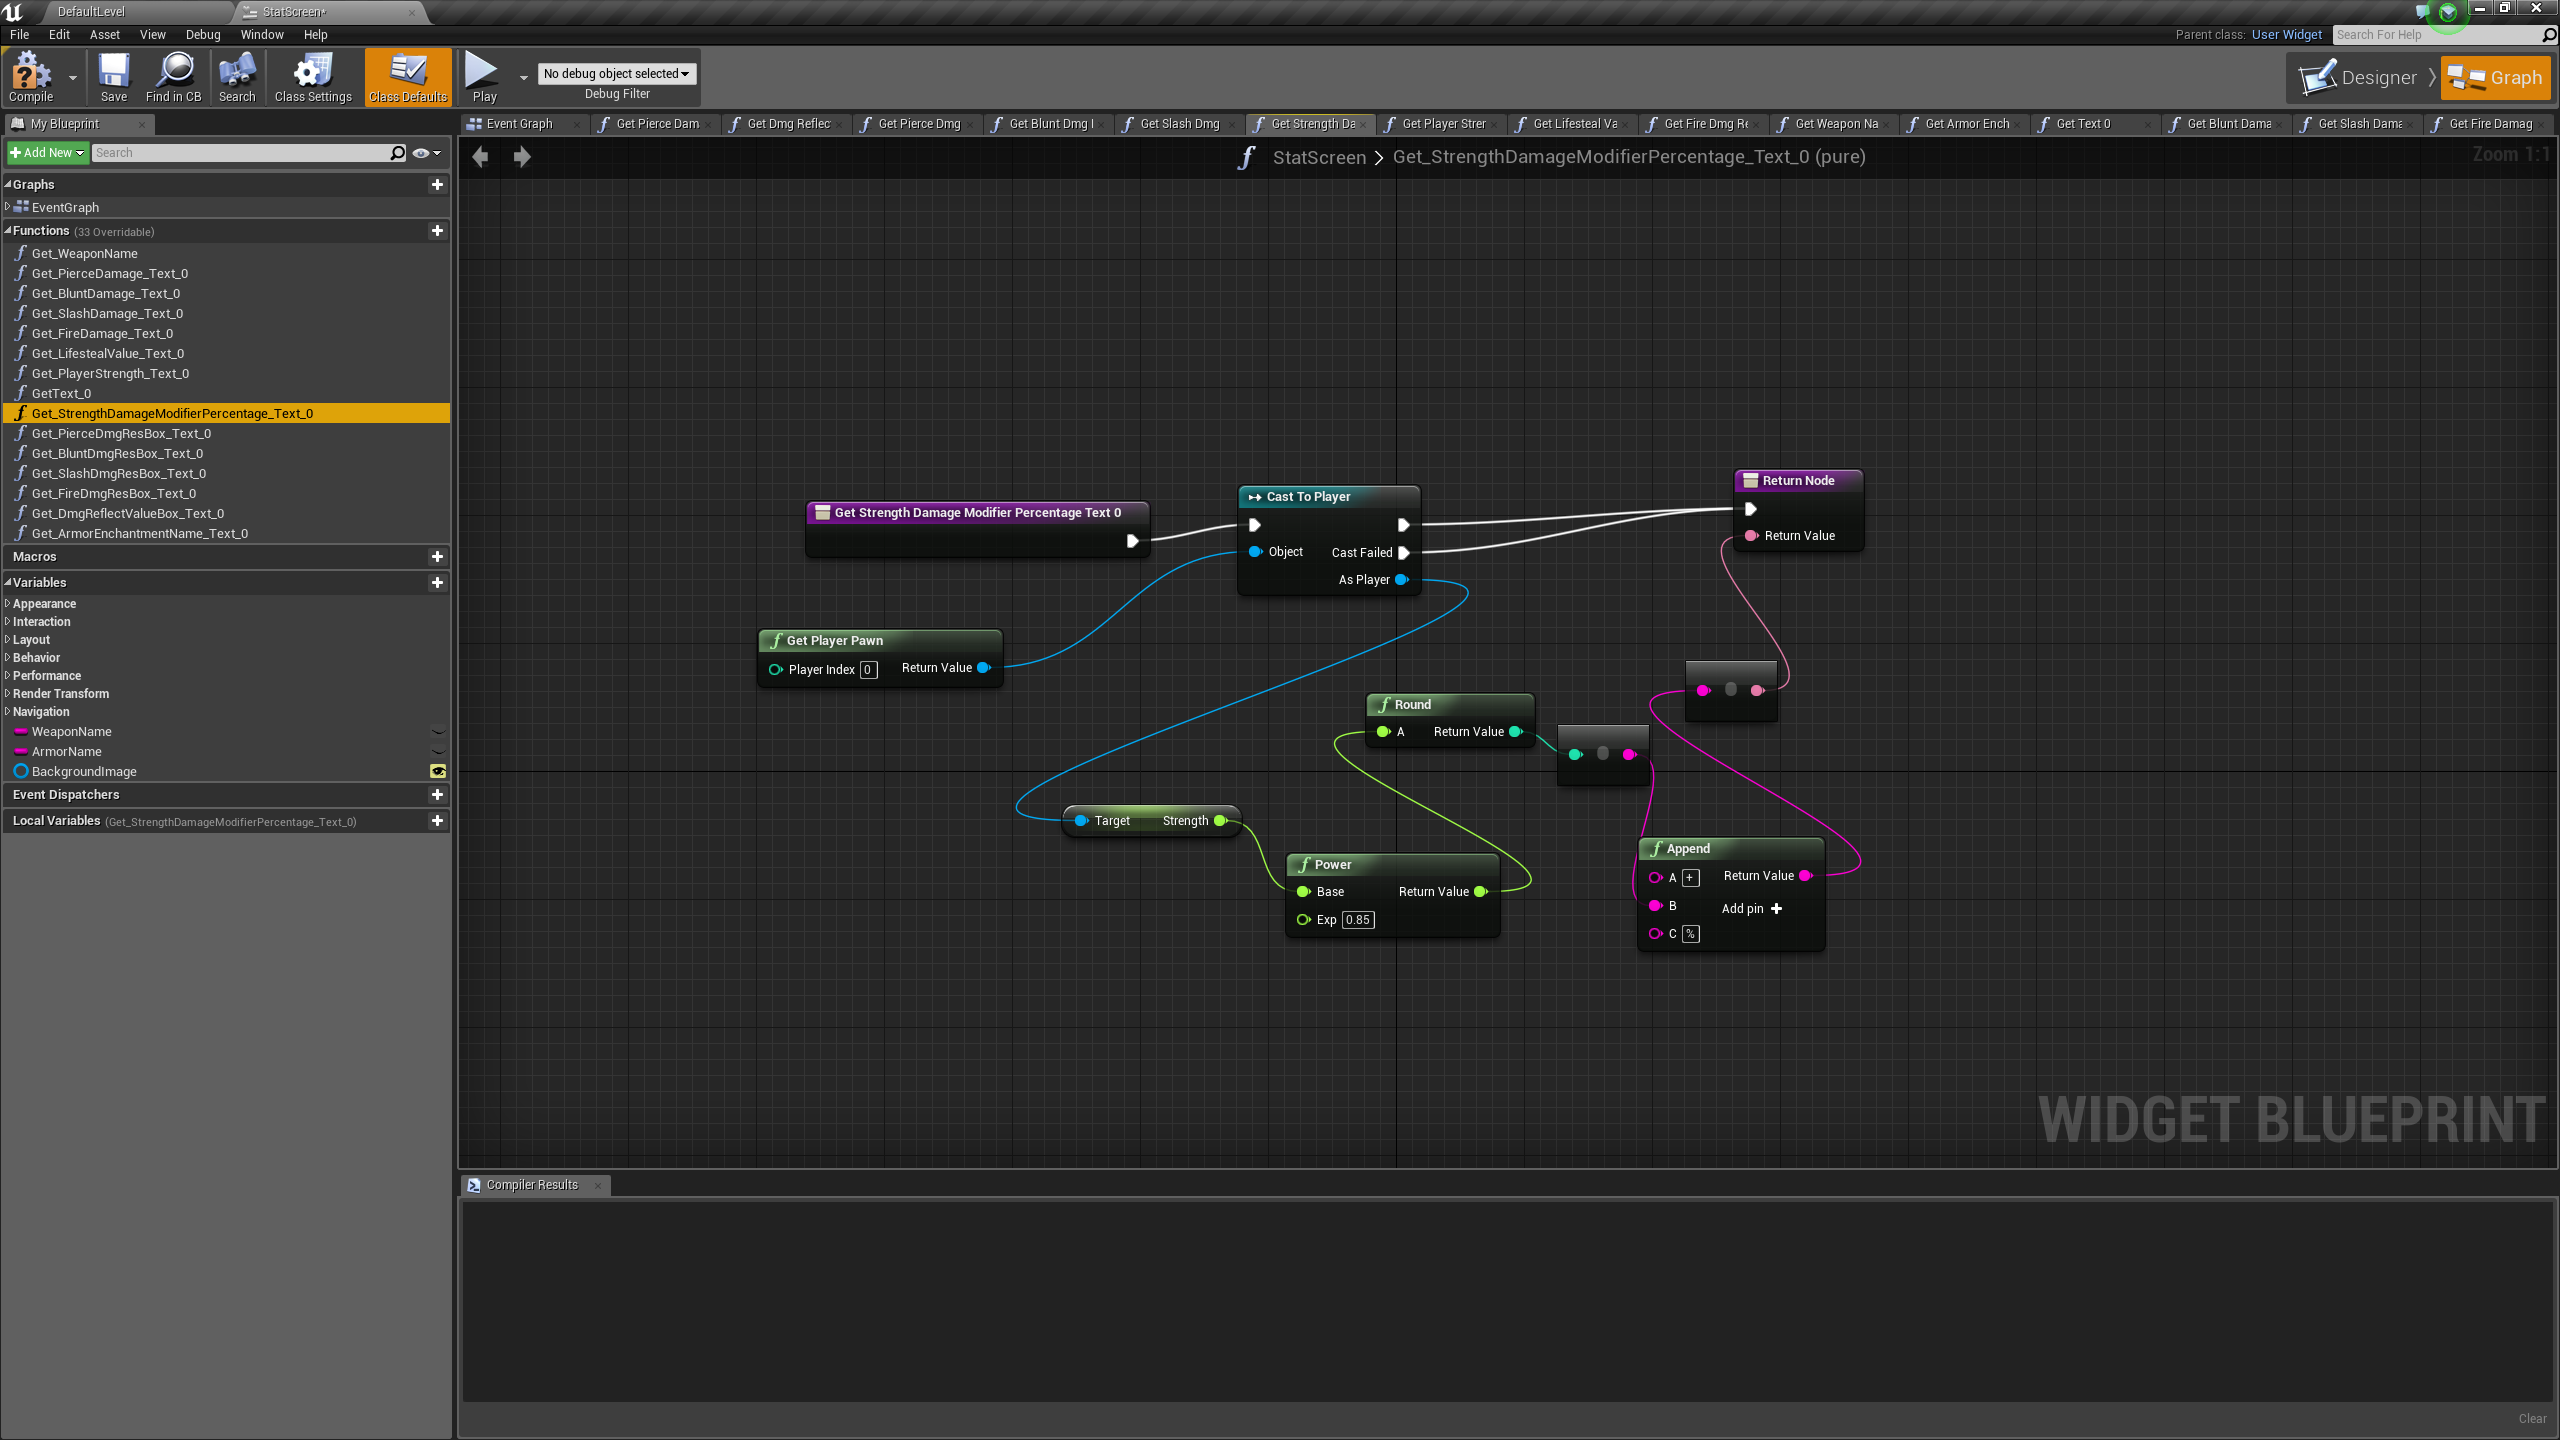 DefaultLevel
StatScreen*
File Edit Asset View Debug Window Help
Parent class: User Widget
Search For Help
Compile
Save
Find in CB
Search
Class Settings
Class Defaults
Play
No debug object selected
Debug Filter
Designer
Graph
My Blueprint
Add New
Search
Graphs
EventGraph
Functions (33 Overridable)
Get_WeaponName
Get_PierceDamage_Text_0
Get_BluntDamage_Text_0
Get_SlashDamage_Text_0
Get_FireDamage_Text_0
Get_LifestealValue_Text_0
Get_PlayerStrength_Text_0
GetText_0
Get_StrengthDamageModifierPercentage_Text_0
Get_PierceDmgResBox_Text_0
Get_BluntDmgResBox_Text_0
Get_SlashDmgResBox_Text_0
Get_FireDmgResBox_Text_0
Get_DmgReflectValueBox_Text_0
Get_ArmorEnchantmentName_Text_0
Macros
Variables
Appearance
Interaction
Layout
Behavior
Performance
Render Transform
Navigation
WeaponName
ArmorName
BackgroundImage
Event Dispatchers
Local Variables (Get_StrengthDamageModifierPercentage_Text_0)
Event Graph
Get Pierce Dam
Get Dmg Reflec
Get Pierce Dmg
Get Blunt Dmg I
Get Slash Dmg
Get Strength Da
Get Player Strer
Get Lifesteal Va
Get Fire Dmg Re
Get Weapon Na
Get Armor Ench
Get Text 0
Get Blunt Dama
Get Slash Dama
Get Fire Damag
StatScreen > Get_StrengthDamageModifierPercentage_Text_0 (pure)
Zoom 1:1
Get Strength Damage Modifier Percentage Text 0
Cast To Player
Object
Cast Failed
As Player
Return Node
Return Value
Get Player Pawn
Player Index 0
Return Value
Round
A
Return Value
Target
Strength
Power
Base
Return Value
Exp 0.85
Append
A +
Return Value
B
Add pin +
C %
WIDGET BLUEPRINT
Compiler Results
Clear